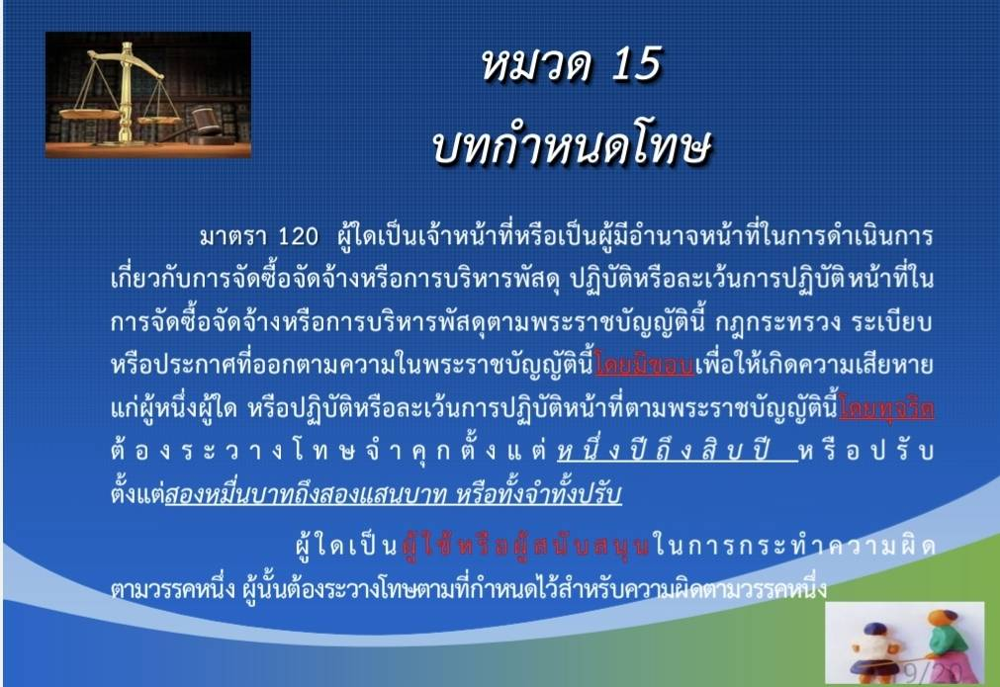 หมวด 15
บทกำหนดโทษ
มาตรา 120 ผู้ใดเป็นเจ้าหน้าที่หรือเป็นผู้มีอำนาจหน้าที่ในการดำเนินการ
เกี่ยวกับการจัดซื้อจัดจ้างหรือการบริหารพัสดุ ปฏิบัติหรือละเว้นการปฏิบัติหน้าที่ใน
การจัดซื้อจัดจ้างหรือการบริหารพัสดุตามพระราชบัญญัตินี้ กฎกระทรวง ระเบียบ
หรือประกาศที่ออกตามความในพระราชบัญญัตินี้โดยมิชอบเพื่อให้เกิดความเสียหาย
แก่ผู้หนึ่งผู้ใด หรือปฏิบัติหรือละเว้นการปฏิบัติหน้าที่ตามพระราชบัญญัตินี้โดยทุจริต
ต้องระวางโทษจำคุกตั้งแต่หนึ่งปีถึงสิบปี หรือปรับ
ตั้งแต่สองหมื่นบาทถึงสองแสนบาท หรือทั้งจำทั้งปรับ
ผู้ใดเป็นผู้ใช้หรือผู้สนับสนุนในการกระทำความผิด
ตามวรรคหนึ่ง ผู้นั้นต้องระวางโทษตามที่กำหนดไว้สำหรับความผิดตามวรรคหนึ่ง
19/20